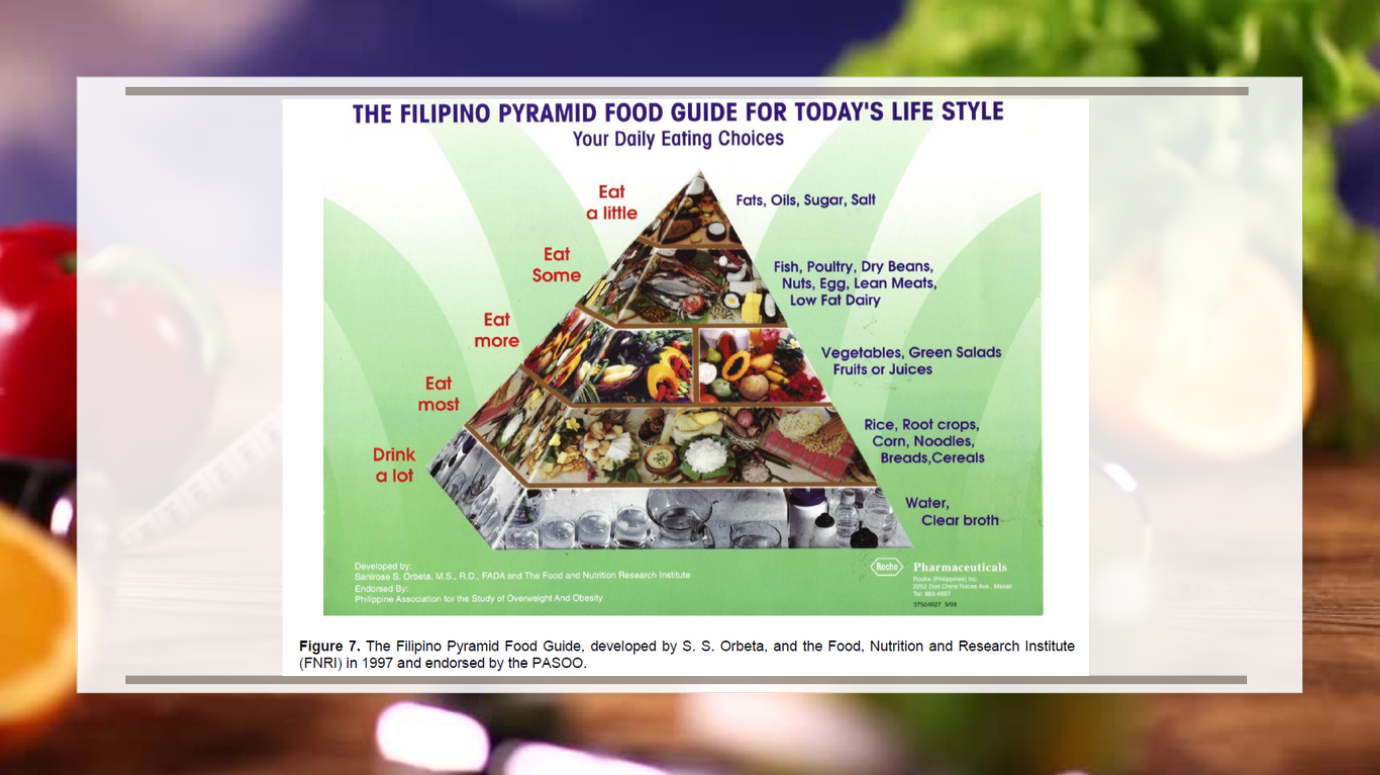 THE FILIPINO PYRAMID FOOD GUIDE FOR TODAY'S LIFE STYLE
Your Daily Eating Choices
Eat
a little
Fats, Oils, Sugar, Salt
Eat
Some
Fish, Poultry, Dry Beans,
Nuts, Egg, Lean Meats,
Low Fat Dairy
Eat
more
Vegetables, Green Salads
Fruits or Juices
Eat
most
Rice, Root crops,
Corn, Noodles,
Breads,Cereals
Drink
a lot
Water,
Clear broth
Developed by:
Sanirose S. Orbeta, M.S., R.D., FADA and The Food and Nutrition Research Institute
Endorsed By:
Philippine Association for the Study of Overweight And Obesity
Roche
Pharmaceuticals
Roche (Philippines) Inc.
2252 Don Chino Roces Ave.,
Tel.
Figure 7. The Filipino Pyramid Food Guide, developed by S. S. Orbeta, and the Food, Nutrition and Research Institute
(FNRI) in 1997 and endorsed by the PASOO.